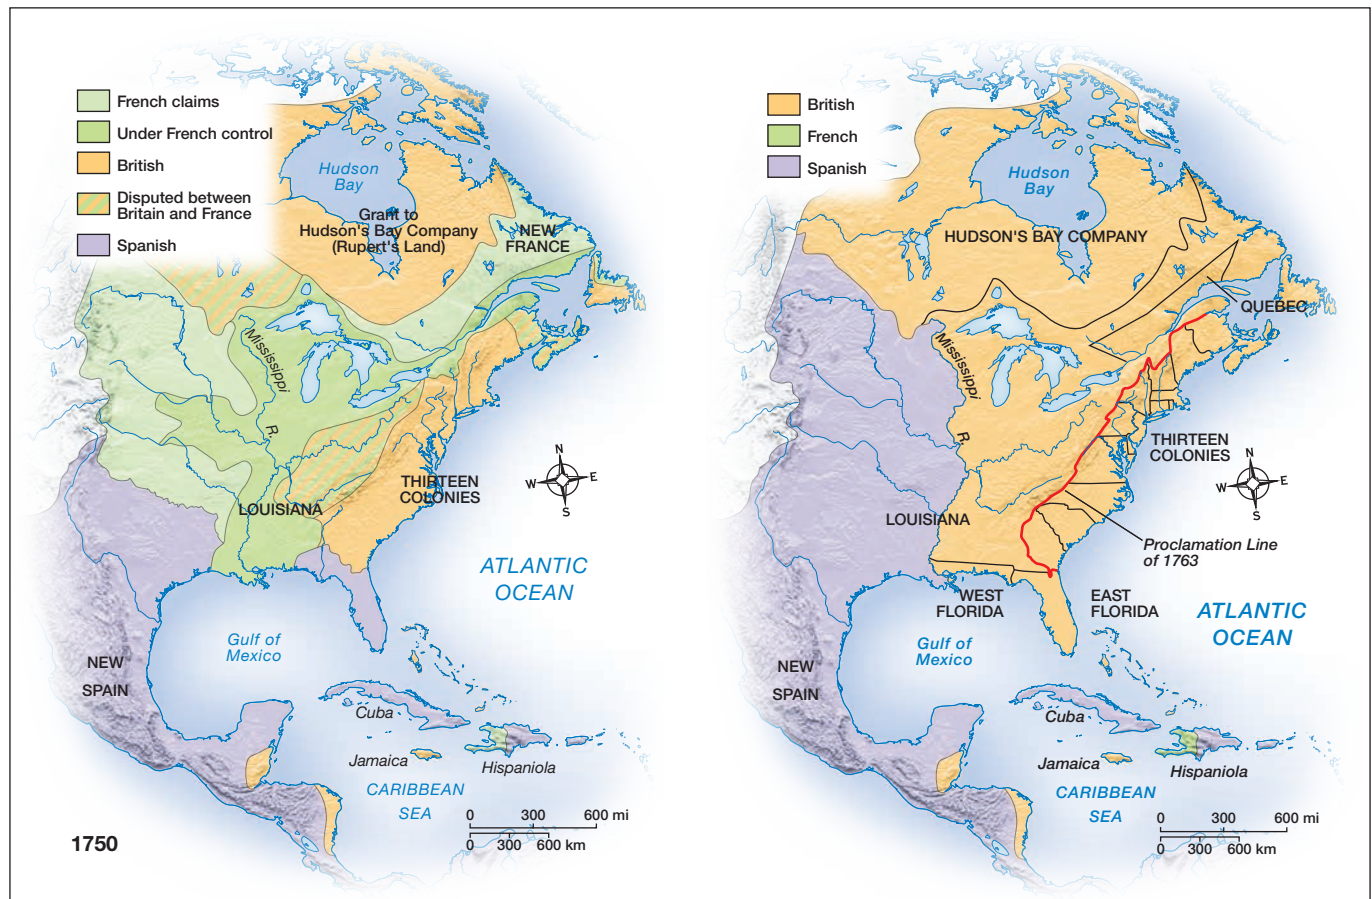 French claims
Under French control
British
Disputed between
Britain and France
Spanish
Hudson
Bay
Grant to
Hudson's Bay Company
(Rupert's Land)
NEW
FRANCE
Mississippi
R.
THIRTEEN
COLONIES
LOUISIANA
N
W
E
S
ATLANTIC
OCEAN
Gulf of
Mexico
NEW
SPAIN
Cuba
Jamaica
Hispaniola
CARIBBEAN
SEA
0 300 600 mi
0 300 600 km
1750
British
French
Spanish
Hudson
Bay
HUDSON'S BAY COMPANY
QUEBEC
Mississippi
R.
THIRTEEN
COLONIES
N
W
E
S
LOUISIANA
Proclamation Line
of 1763
WEST
FLORIDA
EAST
FLORIDA
ATLANTIC
OCEAN
Gulf of
Mexico
NEW
SPAIN
Cuba
Jamaica
Hispaniola
CARIBBEAN
SEA
0 300 600 mi
0 300 600 km